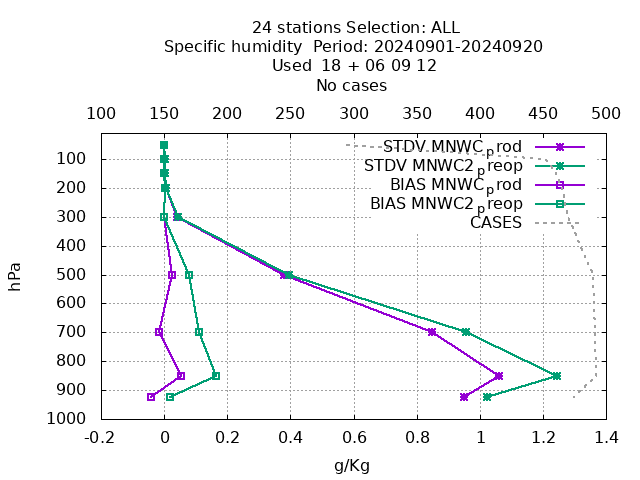 24 stations Selection: ALL
Specific humidity  Period: 20240901-20240920
Used  18 + 06 09 12
No cases
100 150 200 250 300 350 400 450 500
STDV MNWC_prod
STDV MNWC2_preop
BIAS MNWC_prod
BIAS MNWC2_preop
CASES
hPa
100
200
300
400
500
600
700
800
900
1000
-0.2 0 0.2 0.4 0.6 0.8 1 1.2 1.4
g/Kg